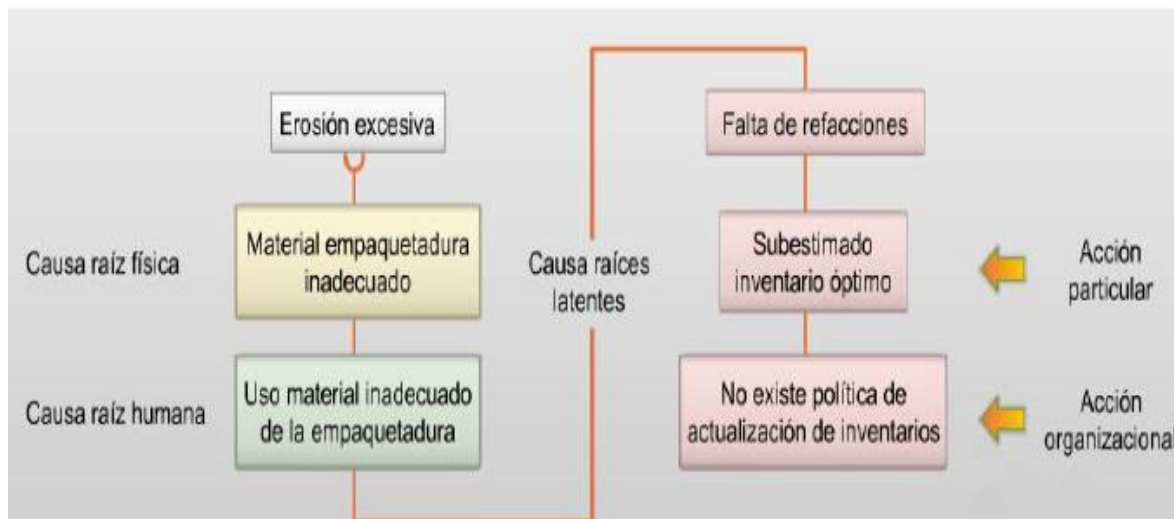 Erosión excesiva
Causa raíz física
Material empaquetadura
inadecuado
Causa raíz humana
Uso material inadecuado
de la empaquetadura
Causa raíces
latentes
Falta de refacciones
Subestimado
inventario óptimo
Acción
particular
No existe política de
actualización de inventarios
Acción
organizacional